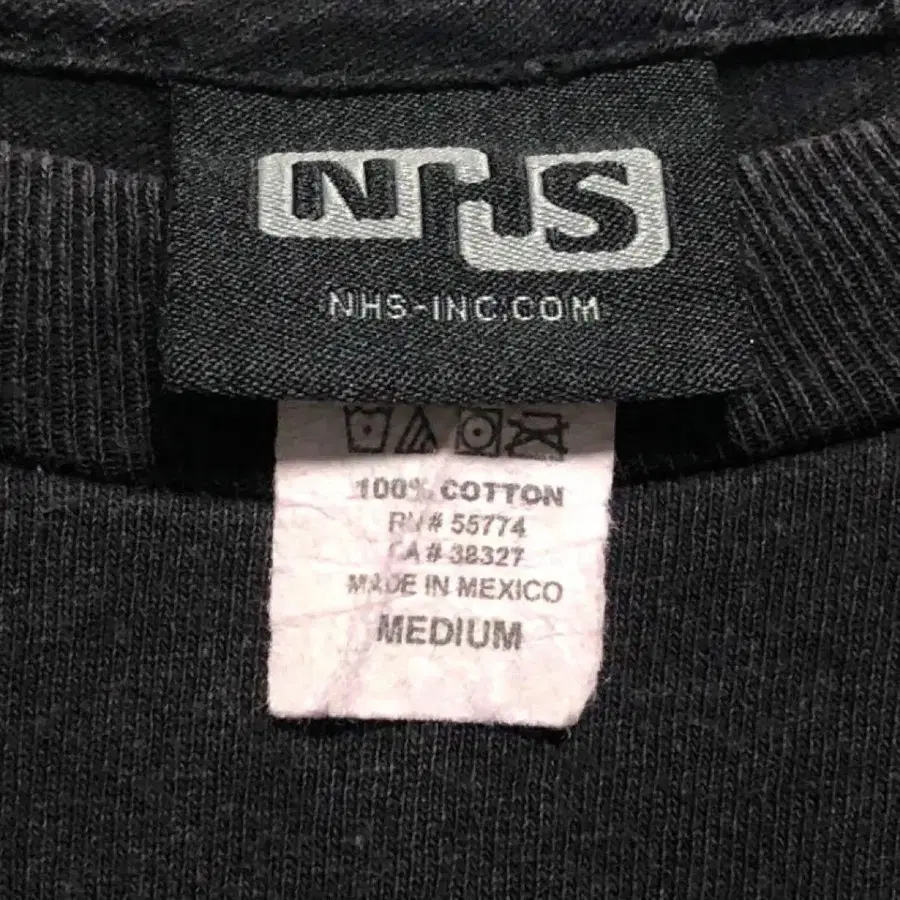 NHS
NHS-INC.COM
100% COTTON
RN# 55774
CA# 38327
MADE IN MEXICO
MEDIUM